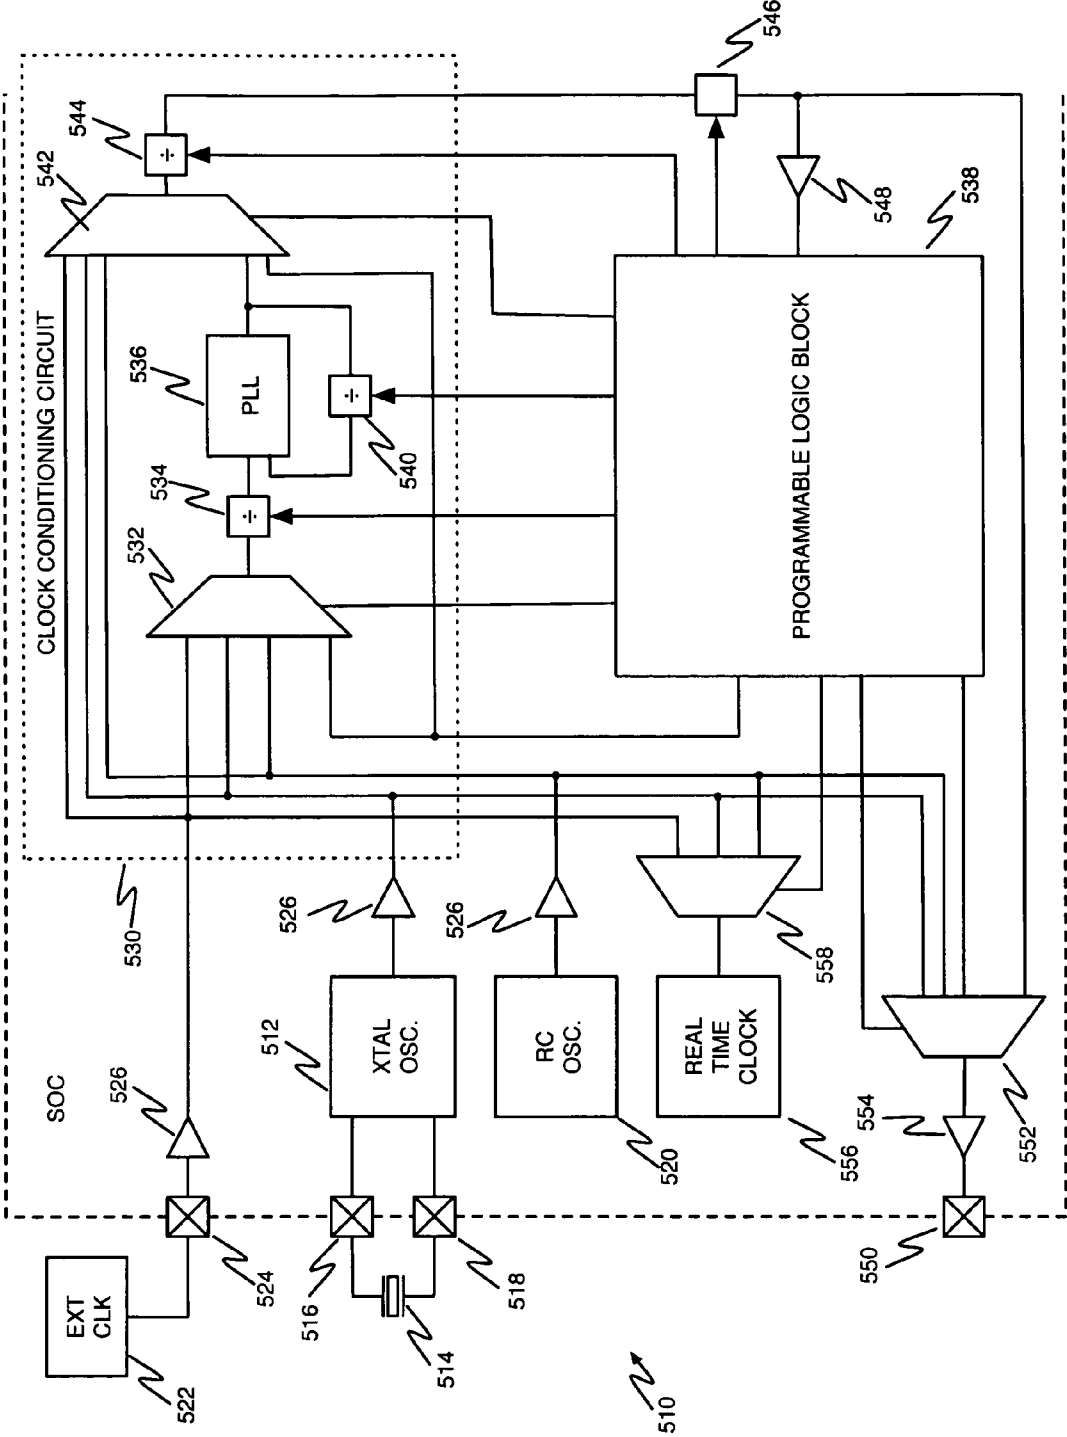 546
544
542
548
538
CLOCK CONDITIONING CIRCUIT
536
PLL
÷
÷
÷
540
534
532
PROGRAMMABLE LOGIC BLOCK
530
526
526
526
558
512
XTAL
OSC.
RC
OSC.
REAL
TIME
CLOCK
SOC
520
556
554
552
524
516
518
550
EXT
CLK
514
522
510